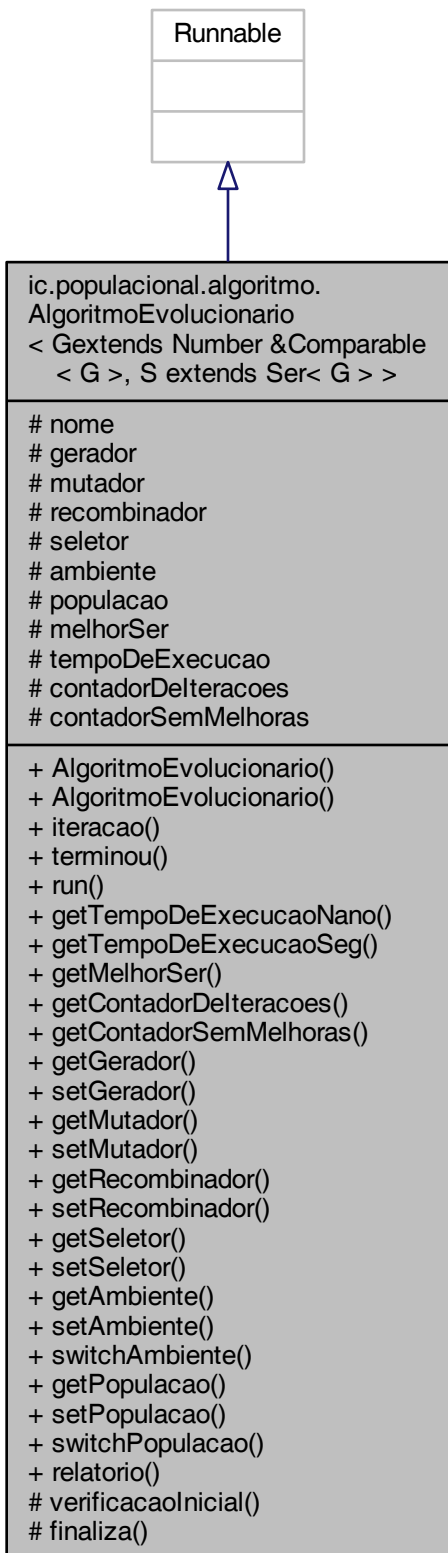 Runnable
ic.populacional.algoritmo.
AlgoritmoEvolucionario
< Gextends Number &Comparable
< G >, S extends Ser< G > >
# nome
# gerador
# mutador
# recombinador
# seletor
# ambiente
# populacao
# melhorSer
# tempoDeExecucao
# contadorDeIteracoes
# contadorSemMelhoras
+ AlgoritmoEvolucionario()
+ AlgoritmoEvolucionario()
+ iteracao()
+ terminou()
+ run()
+ getTempoDeExecucaoNano()
+ getTempoDeExecucaoSeg()
+ getMelhorSer()
+ getContadorDeIteracoes()
+ getContadorSemMelhoras()
+ getGerador()
+ setGerador()
+ getMutador()
+ setMutador()
+ getRecombinador()
+ setRecombinador()
+ getSeletor()
+ setSeletor()
+ getAmbiente()
+ setAmbiente()
+ switchAmbiente()
+ getPopulacao()
+ setPopulacao()
+ switchPopulacao()
+ relatorio()
# verificacaoInicial()
# finaliza()